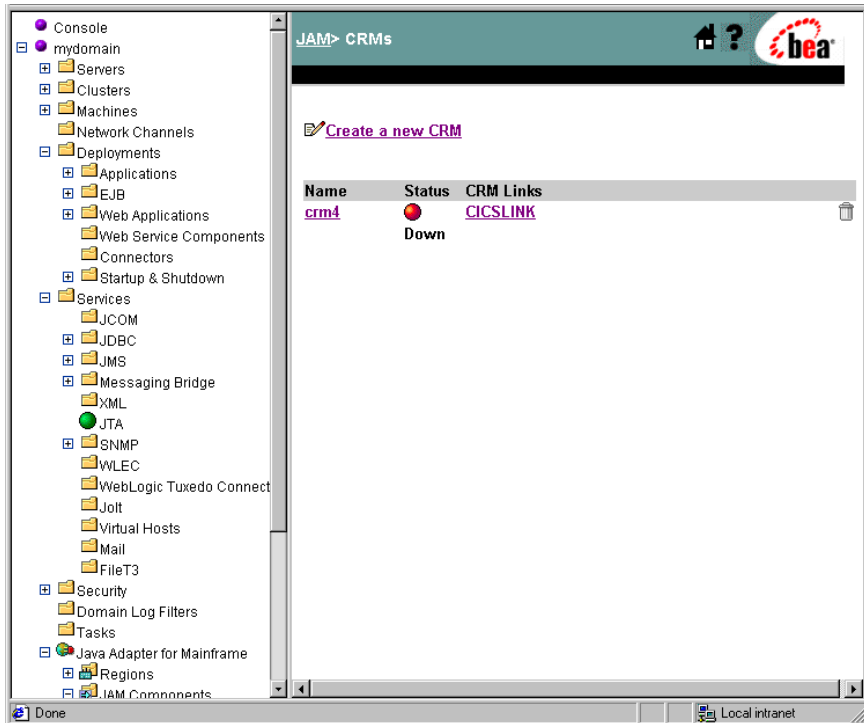 Console
mydomain
Servers
Clusters
Machines
Network Channels
Deployments
Applications
EJB
Web Applications
Web Service Components
Connectors
Startup & Shutdown
Services
JCOM
JDBC
JMS
Messaging Bridge
XML
JTA
SNMP
WLEC
WebLogic Tuxedo Connect
Jolt
Virtual Hosts
Mail
FileT3
Security
Domain Log Filters
Tasks
Java Adapter for Mainframe
Regions
JAM Components
JAM> CRMs
? bea
Create a new CRM
Name Status CRM Links
crm4 CICSLINK
Down
Done Local intranet